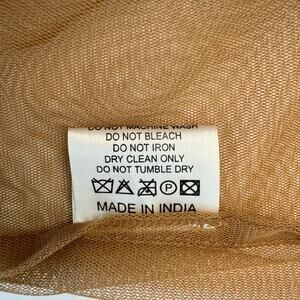 DO NOT MACHINE WASH
DO NOT BLEACH
DO NOT IRON
DRY CLEAN ONLY
DO NOT TUMBLE DRY
P
MADE IN INDIA